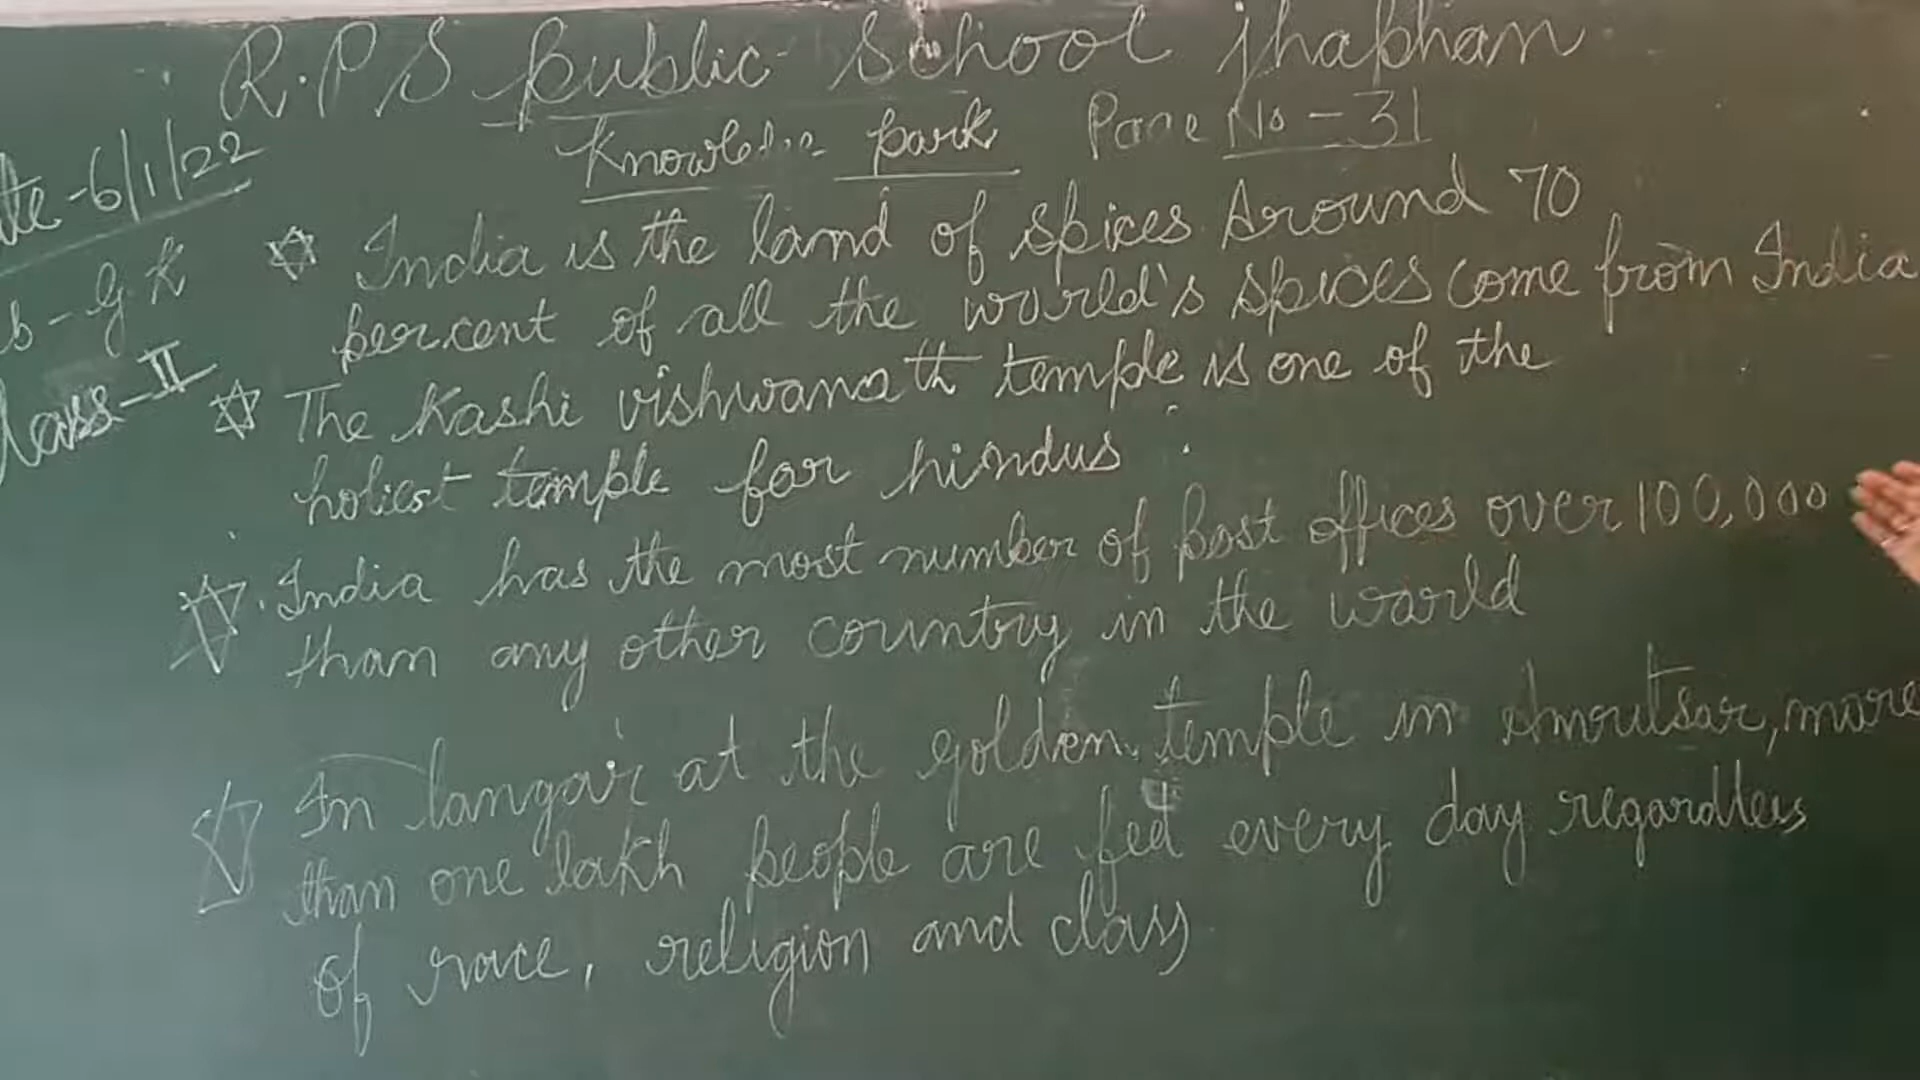 R.P.S public School jhabhan
Knowledge park Page No - 31
ate - 6/1/22
b - G.K
lass - II
India is the land of spices Around 70
percent of all the world's spices come from India
The Kashi vishwanath temple is one of the
holiest temple for hindus
India has the most number of post offices over 100,000
than any other country in the world
In langar at the golden temple in Amritsar, more
than one lakh people are fed every day regardless
of race, religion and class